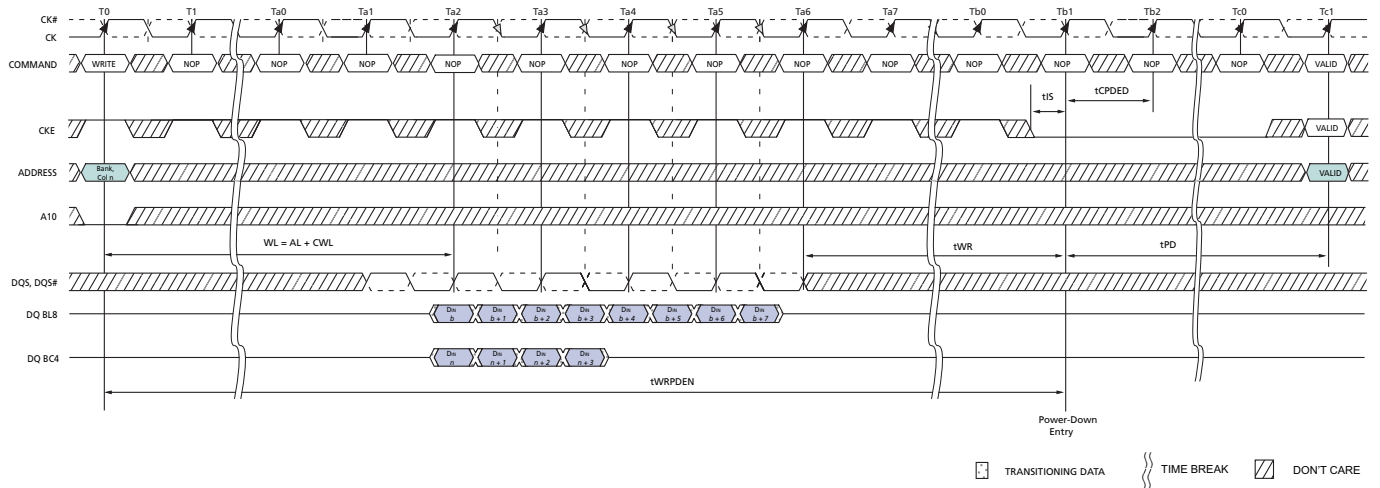 T0 T1 Ta0 Ta1 Ta2 Ta3 Ta4 Ta5 Ta6 Ta7 Tb0 Tb1 Tb2 Tc0 Tc1
CK#
CK
COMMAND WRITE NOP NOP NOP NOP NOP NOP NOP NOP NOP NOP NOP NOP NOP VALID
tIS tCPDED
CKE VALID
ADDRESS Bank, Col n VALID
A10
WL = AL + CWL tWR tPD
DQS, DQS#
DQ BL8 DIN b DIN b + 1 DIN b + 2 DIN b + 3 DIN b + 4 DIN b + 5 DIN b + 6 DIN b + 7
DQ BC4 DIN n DIN n + 1 DIN n + 2 DIN n + 3
tWRPDEN
Power-Down
Entry
TRANSITIONING DATA TIME BREAK DON'T CARE